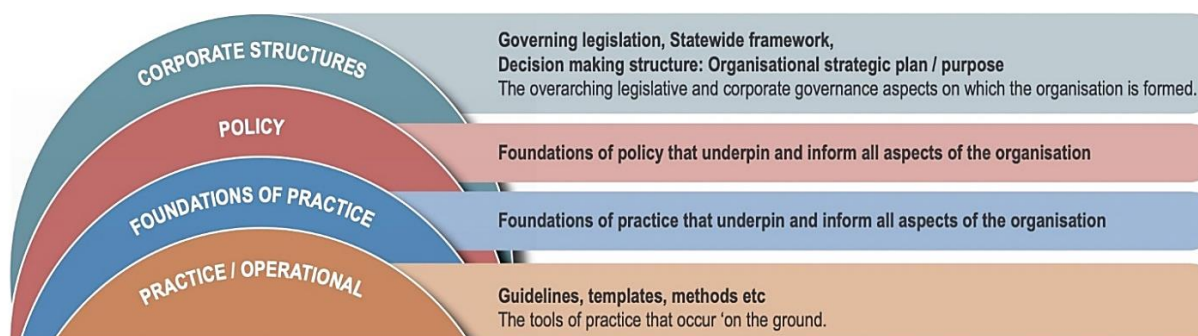 CORPORATE STRUCTURES
Governing legislation, Statewide framework,
Decision making structure: Organisational strategic plan / purpose
The overarching legislative and corporate governance aspects on which the organisation is formed.
POLICY
Foundations of policy that underpin and inform all aspects of the organisation
FOUNDATIONS OF PRACTICE
Foundations of practice that underpin and inform all aspects of the organisation
PRACTICE / OPERATIONAL
Guidelines, templates, methods etc
The tools of practice that occur ‘on the ground.